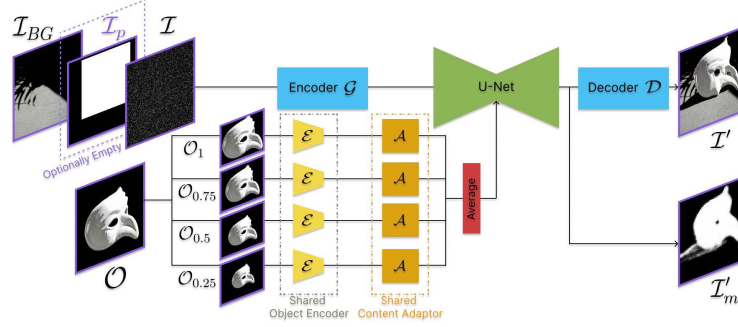 I_BG
I_p
I
Optionally Empty
O
O_1
O_0.75
O_0.5
O_0.25
Encoder G
U-Net
Decoder D
E
E
E
E
A
A
A
A
Average
Shared
Object Encoder
Shared
Content Adaptor
I'
I'_m